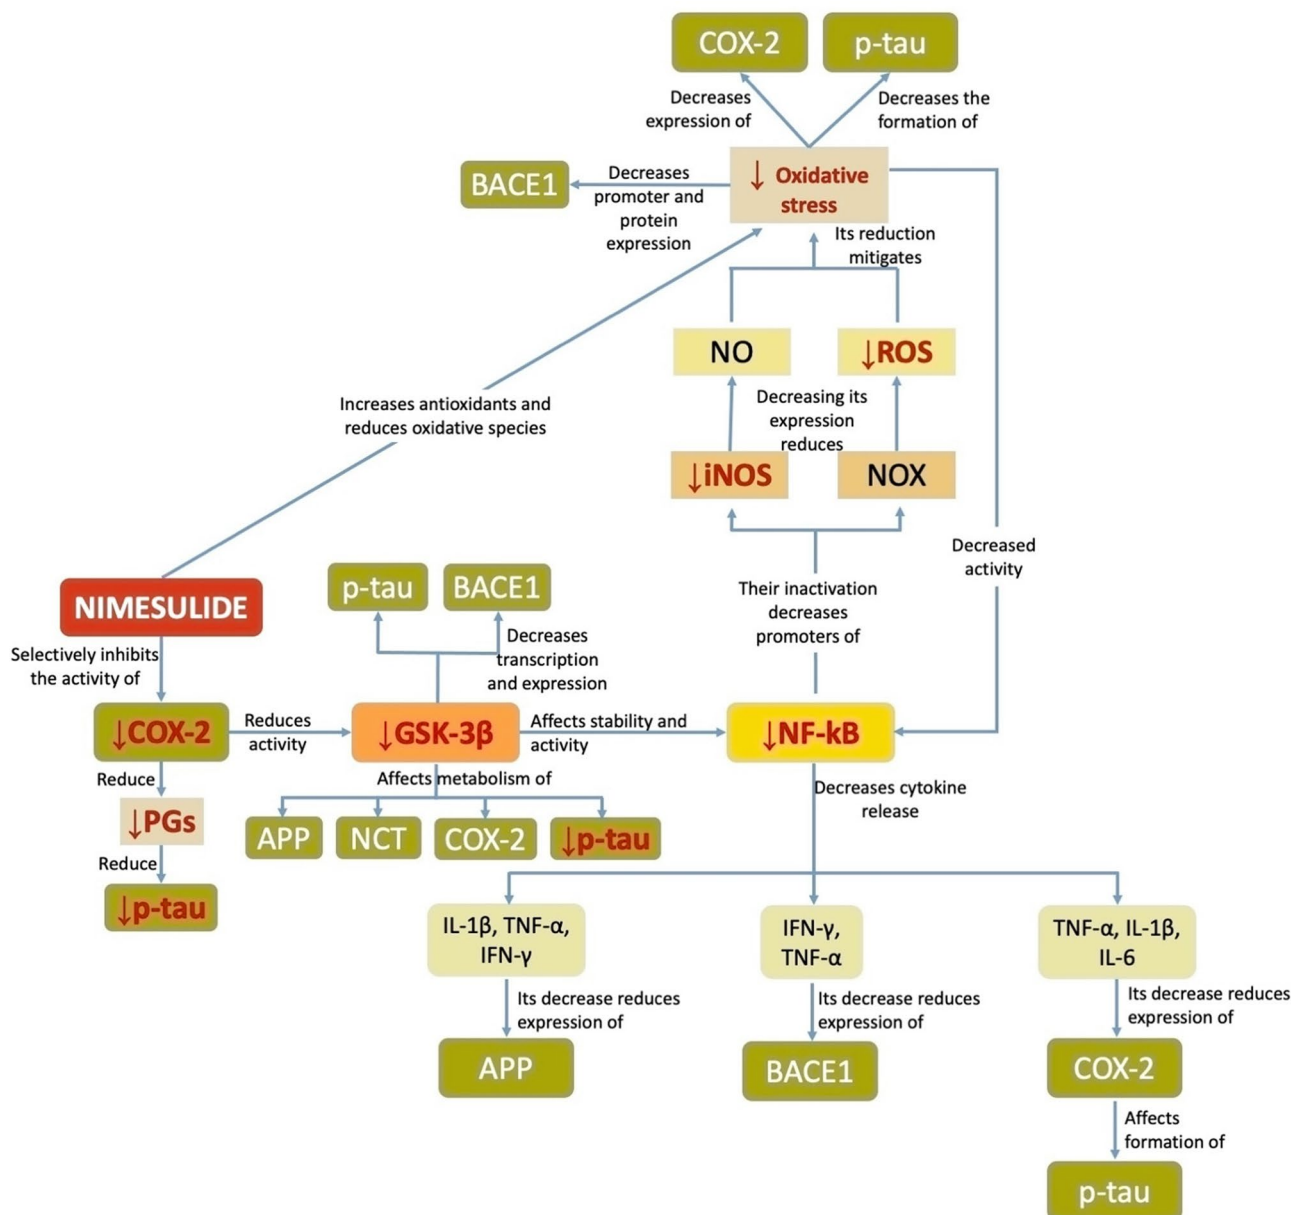 COX-2
p-tau
Decreases
expression of
Decreases the
formation of
BACE1
Decreases
promoter and
protein
expression
↓ Oxidative
stress
Its reduction
mitigates
NO
↓ROS
Decreasing its
expression
reduces
Increases antioxidants and
reduces oxidative species
↓iNOS
NOX
Decreased
activity
Their inactivation
decreases
promoters of
NIMESULIDE
p-tau
BACE1
Decreases
transcription
and expression
Selectively inhibits
the activity of
↓COX-2
Reduces
activity
↓GSK-3β
Affects stability and
activity
↓NF-kB
Reduce
Affects metabolism of
Decreases cytokine
release
↓PGs
APP
NCT
COX-2
↓p-tau
Reduce
↓p-tau
IL-1β, TNF-α,
IFN-γ
IFN-γ,
TNF-α
TNF-α, IL-1β,
IL-6
Its decrease reduces
expression of
Its decrease reduces
expression of
Its decrease reduces
expression of
APP
BACE1
COX-2
Affects
formation of
p-tau